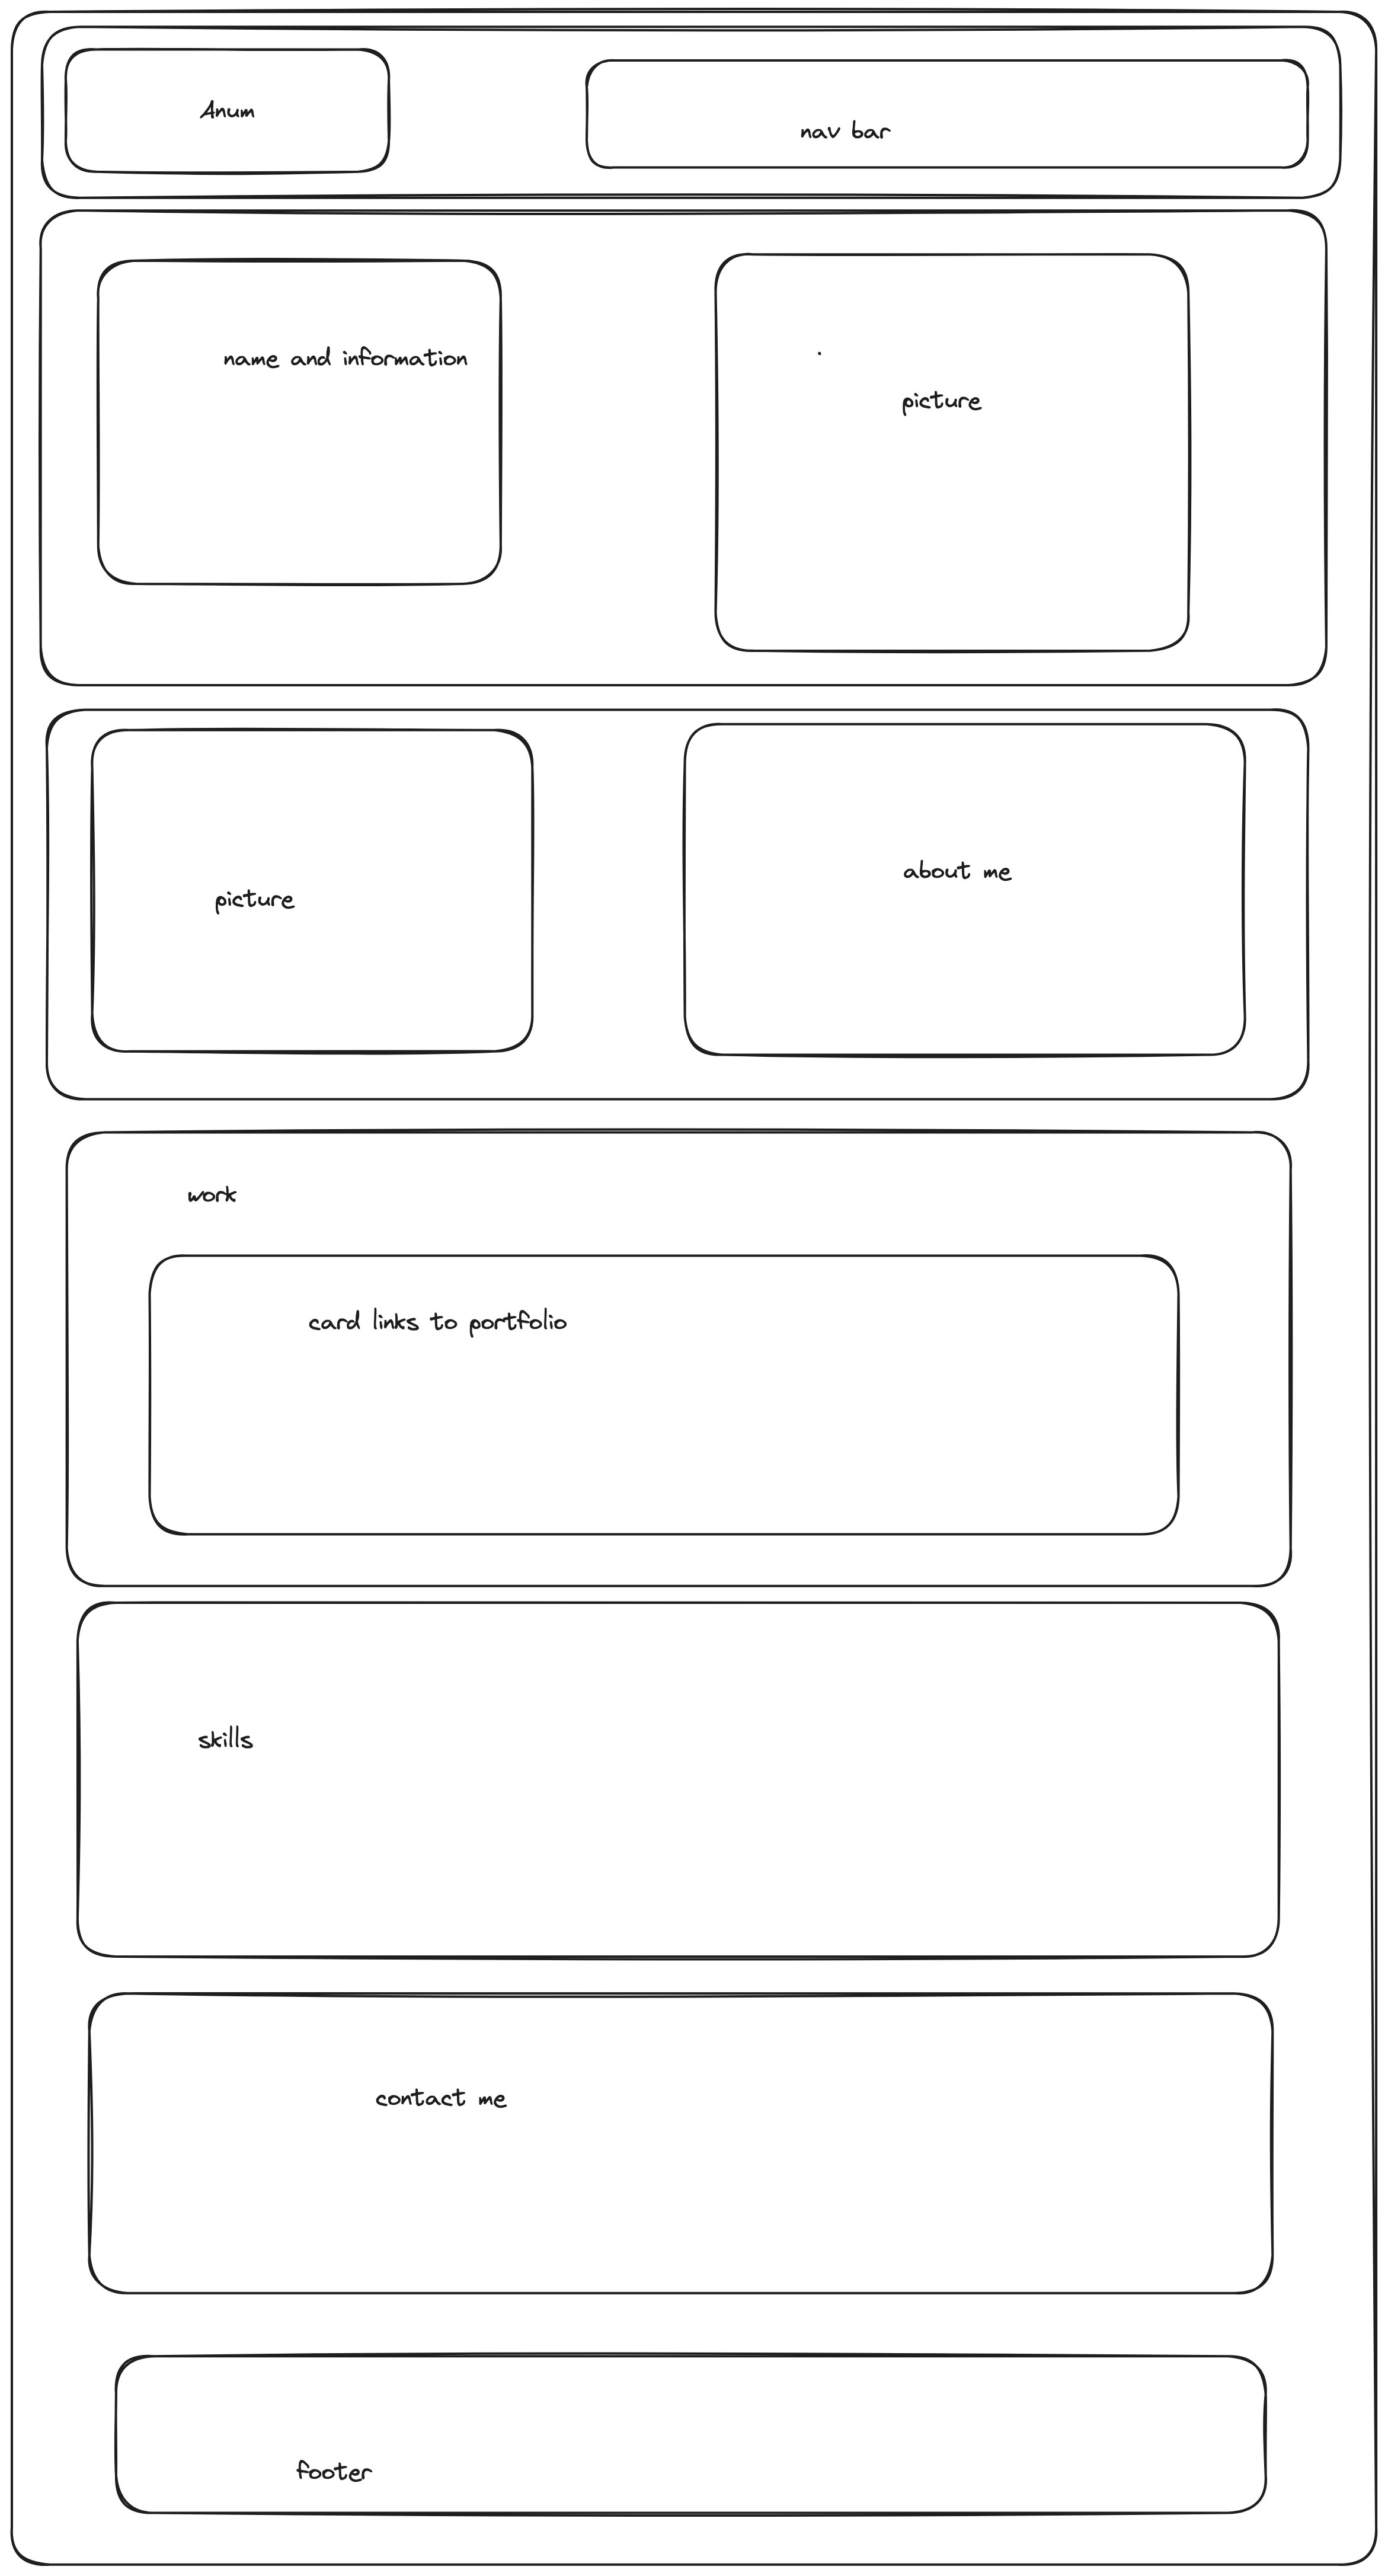 Anum
nav bar
name and information
picture
picture
about me
work
card links to portfolio
skills
contact me
footer